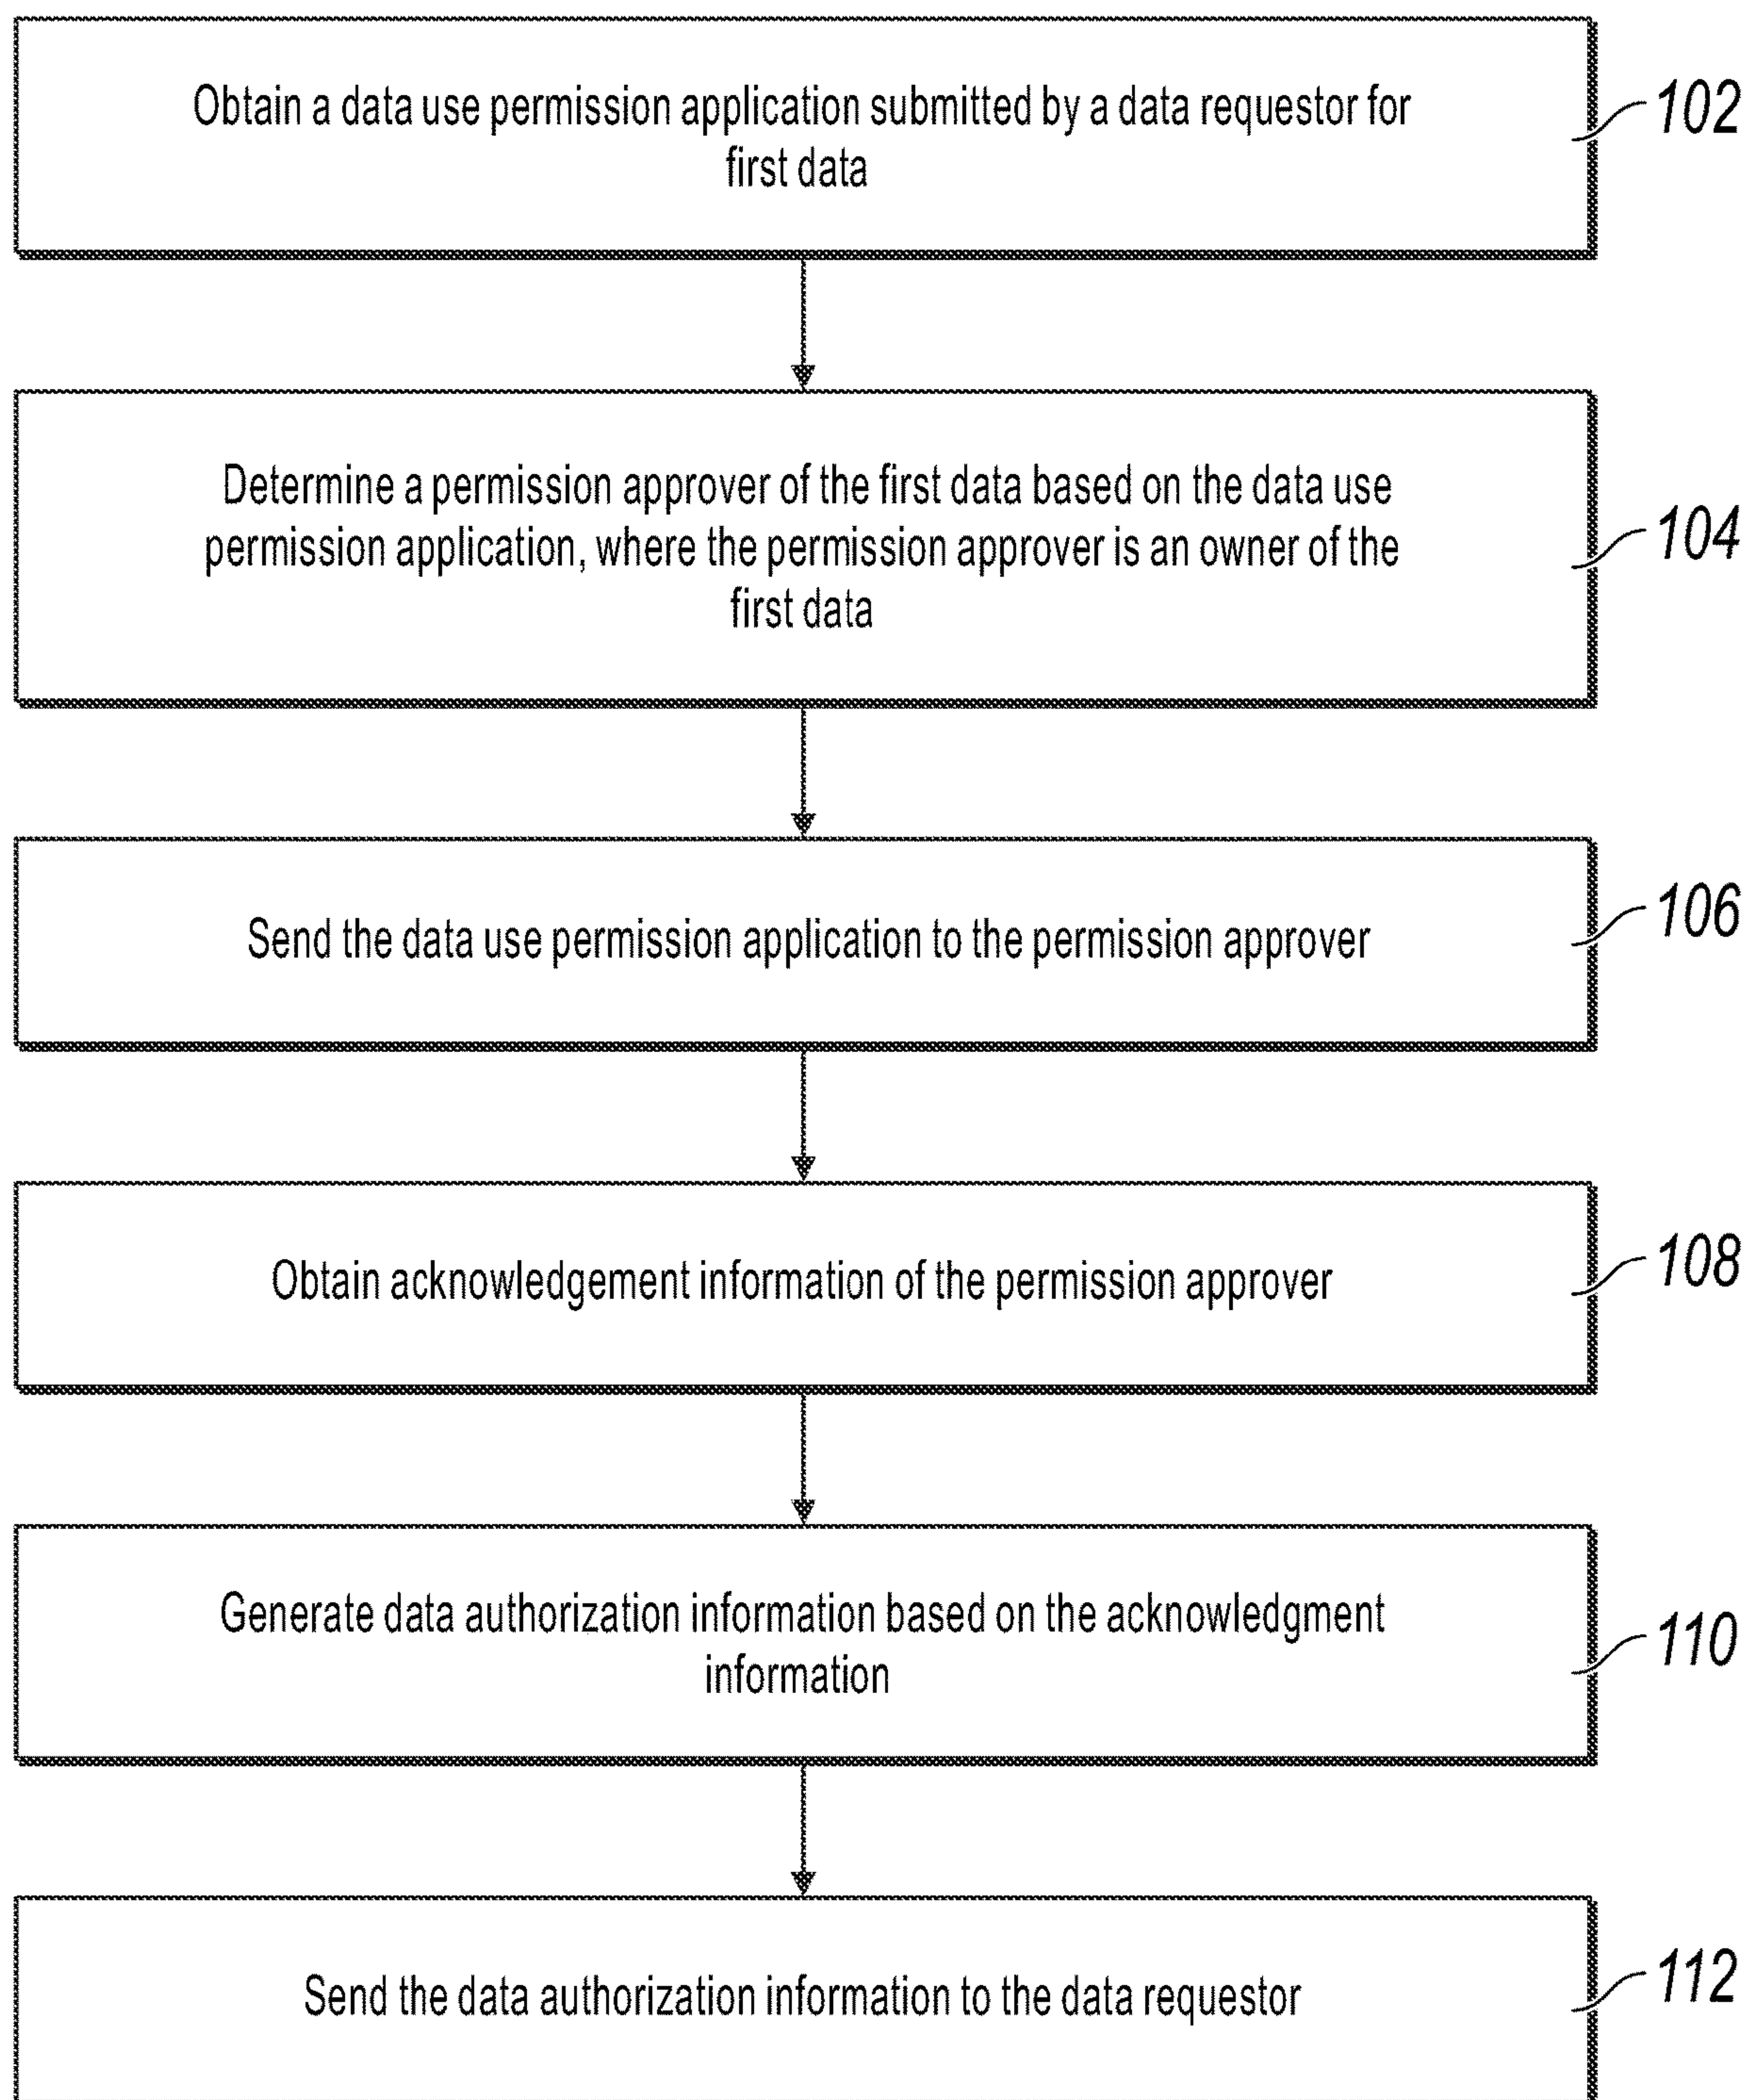 Obtain a data use permission application submitted by a data requestor for
first data
102
Determine a permission approver of the first data based on the data use
permission application, where the permission approver is an owner of the
first data
104
Send the data use permission application to the permission approver
106
Obtain acknowledgement information of the permission approver
108
Generate data authorization information based on the acknowledgment
information
110
Send the data authorization information to the data requestor
112